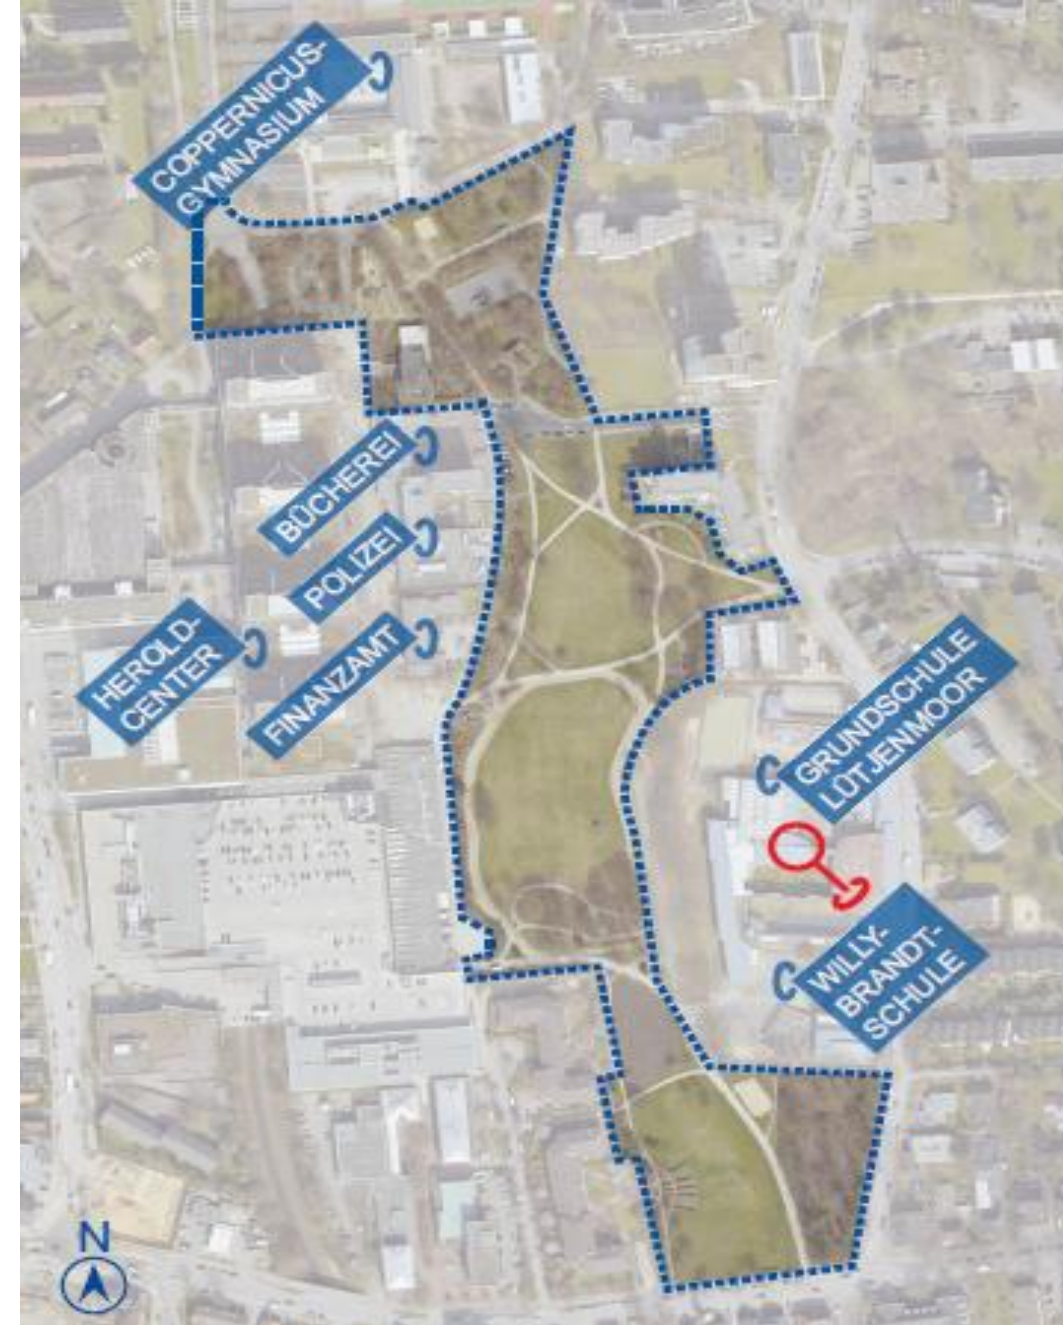 COPPERNICUS-
GYMNASIUM
BÜCHEREI
POLIZEI
HEROLD-
CENTER
FINANZAMT
GRUNDSCHULE
LÜTJENMOOR
WILLY-
BRANDT-
SCHULE
N